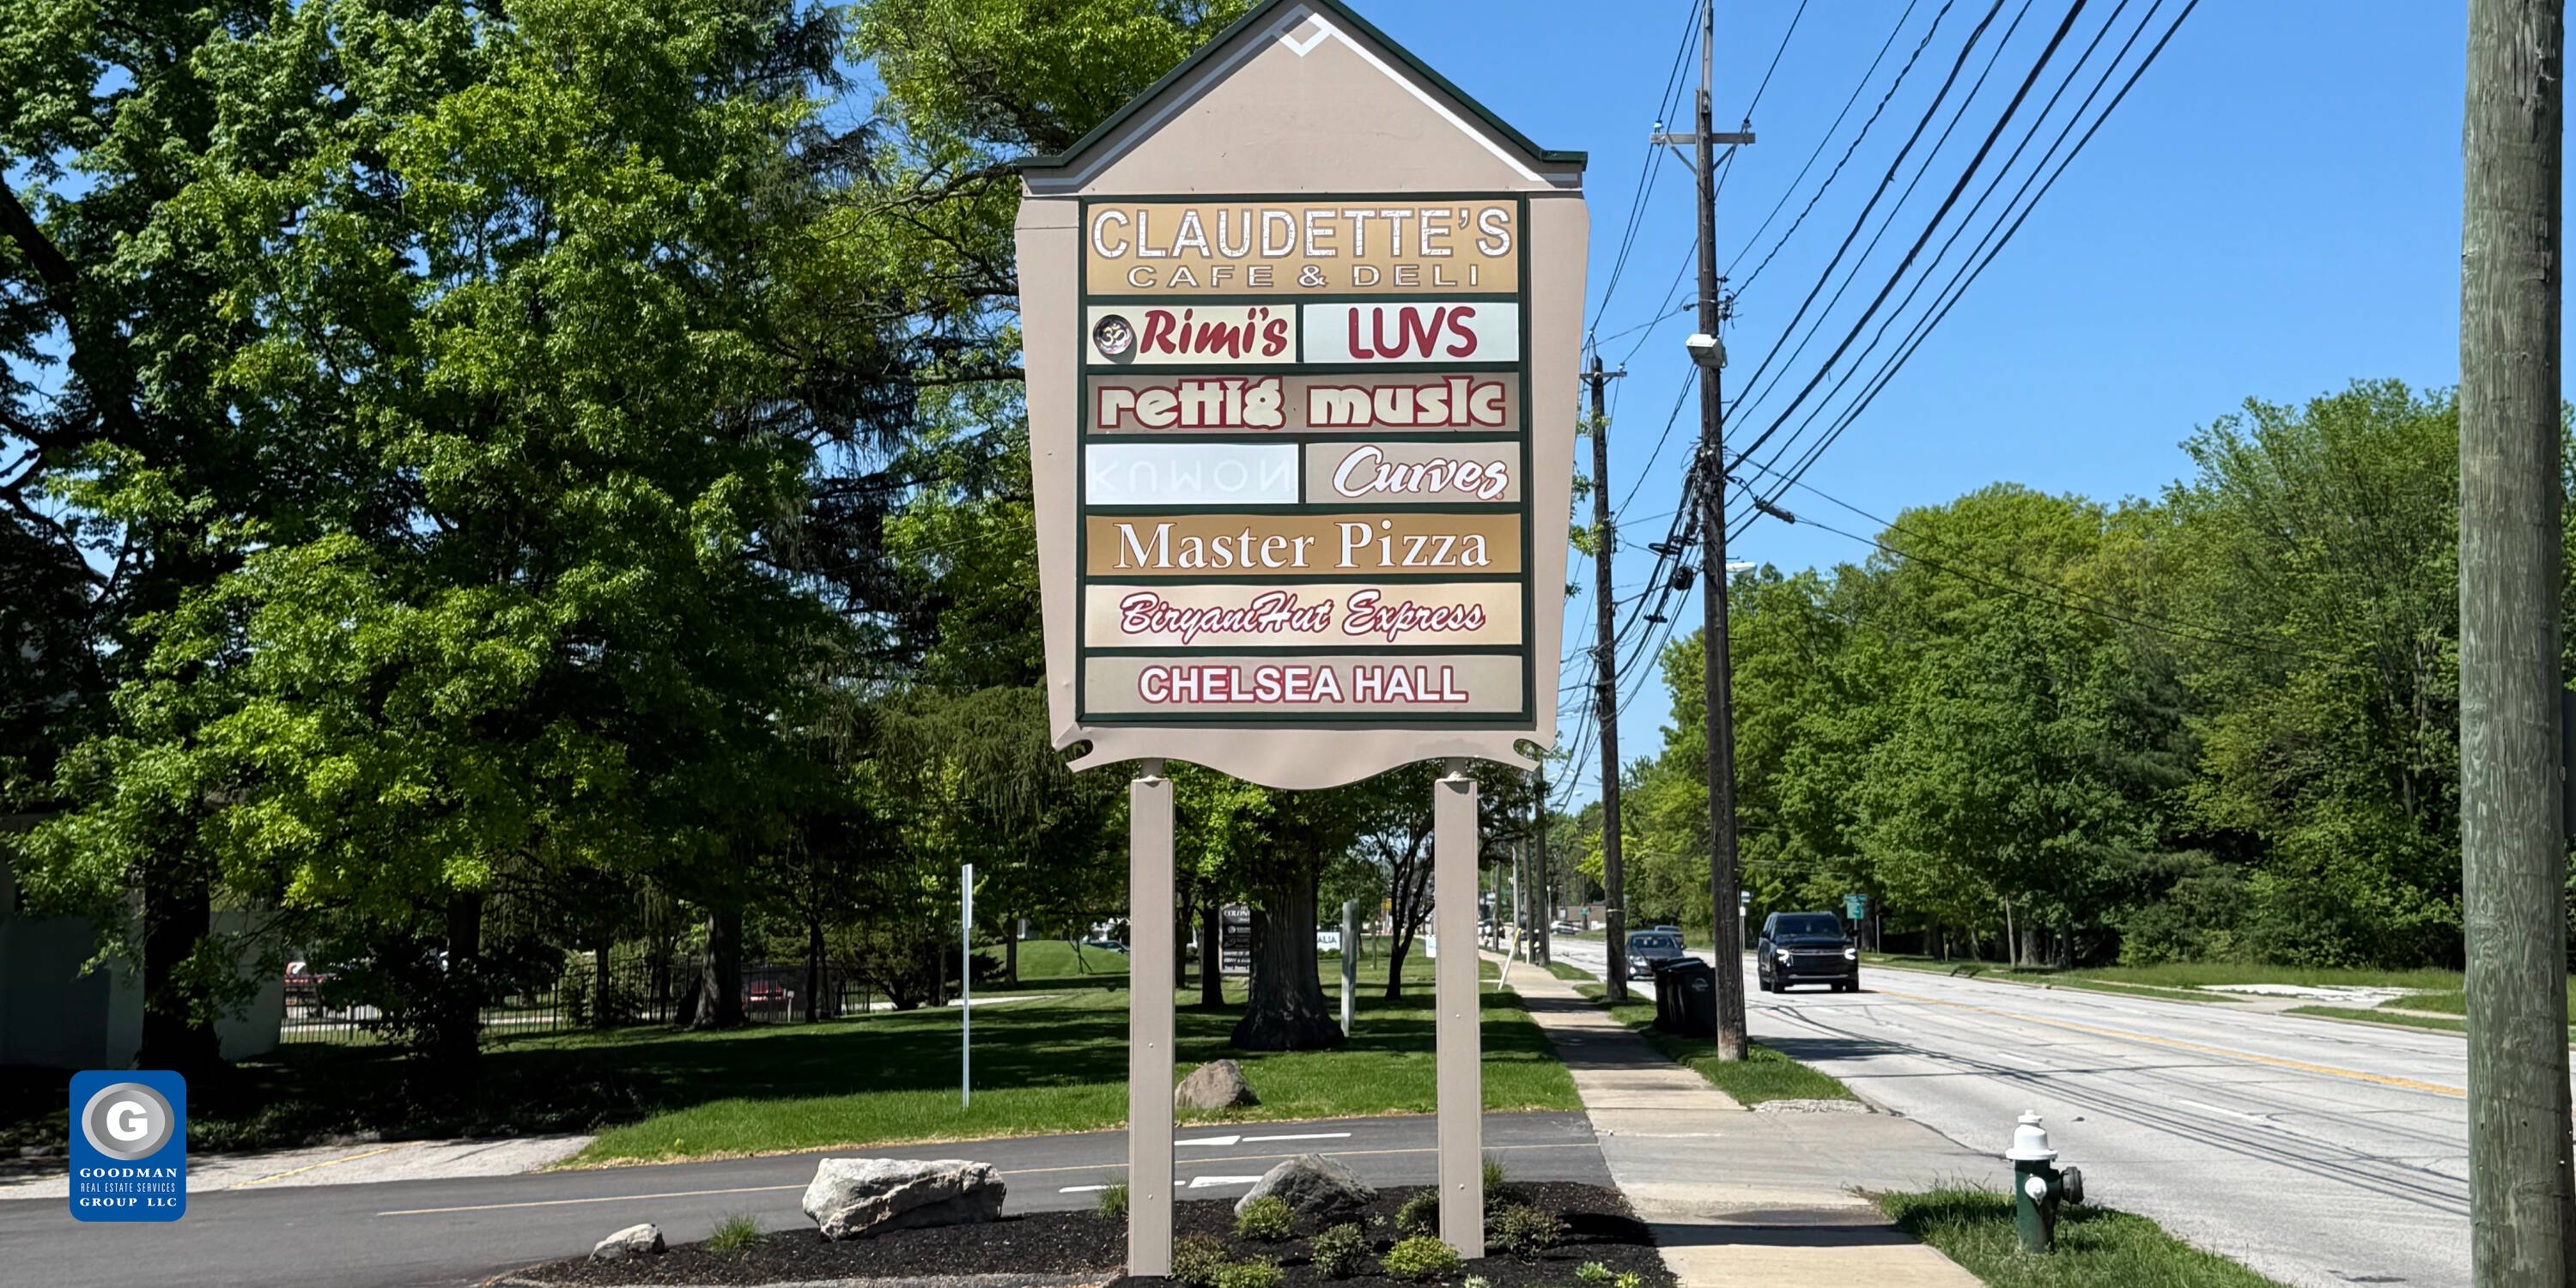 CLAUDETTE'S
CAFE & DELI
ॐ Rimi's
LUVS
rettig music
KUMON
Curves
Master Pizza
BiryaniHut Express
CHELSEA HALL
G
GOODMAN
REAL ESTATE SERVICES
GROUP LLC